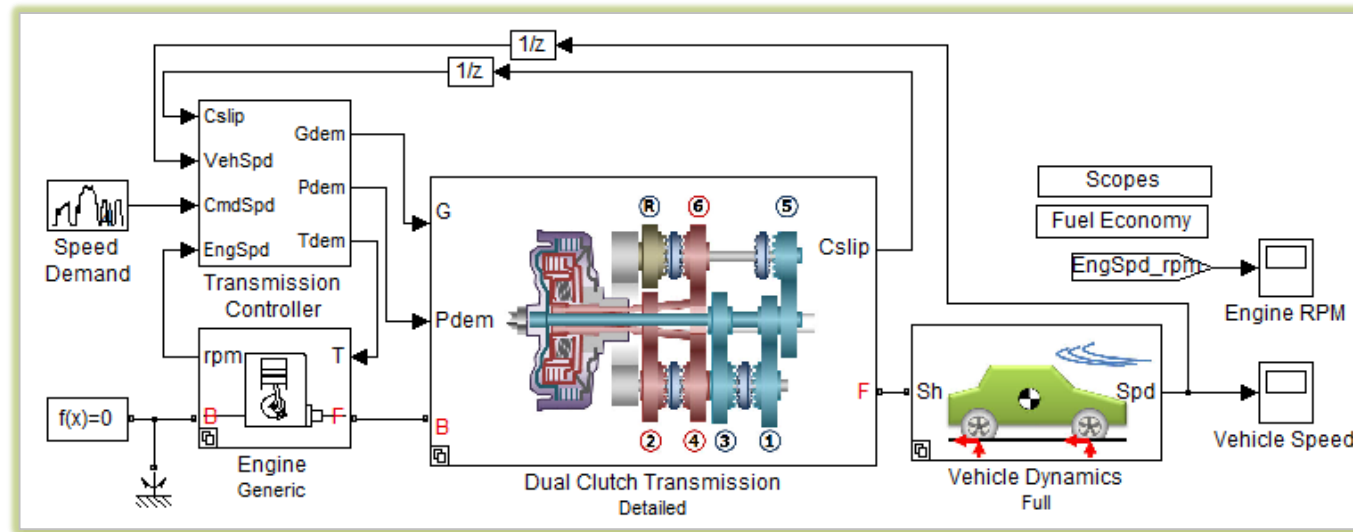 1/z
1/z
Cslip
VehSpd
CmdSpd
EngSpd
Gdem
Pdem
Tdem
Transmission
Controller
Speed
Demand
rpm
T
B
F
Engine
Generic
f(x)=0
G
Pdem
B
Cslip
F
R
6
5
2
4
3
1
Dual Clutch Transmission
Detailed
Scopes
Fuel Economy
EngSpd_rpm
Engine RPM
Sh
Spd
Vehicle Dynamics
Full
Vehicle Speed